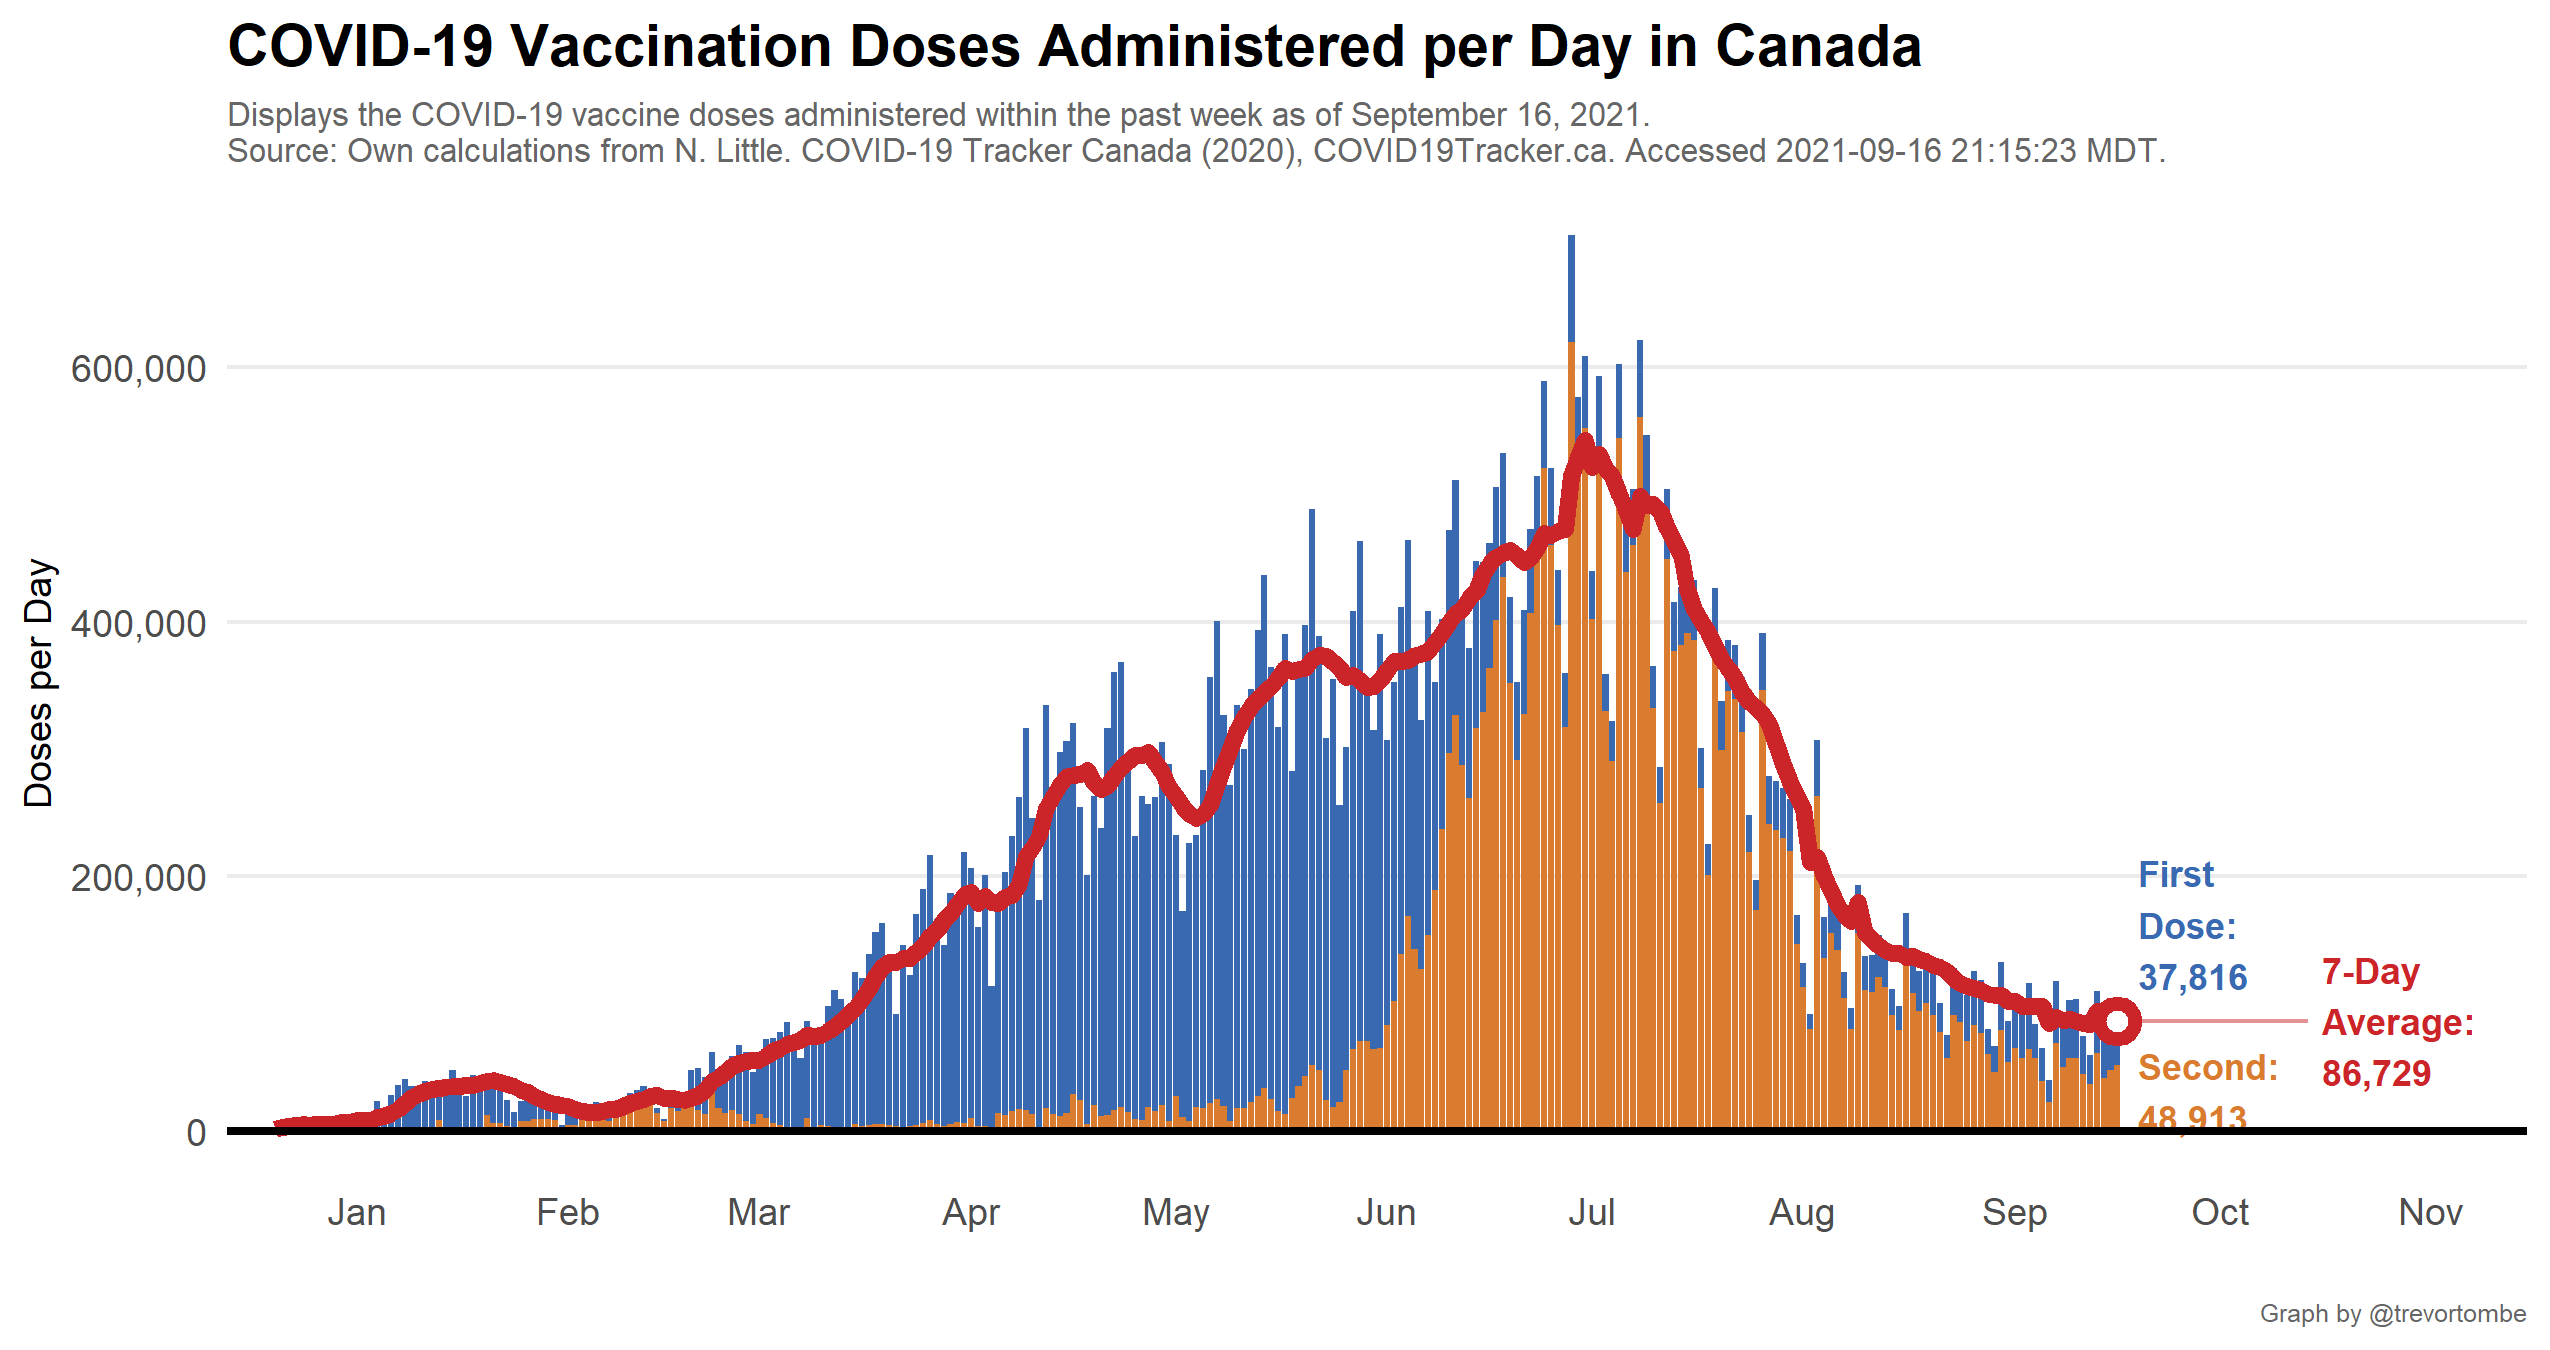 COVID-19 Vaccination Doses Administered per Day in Canada
Displays the COVID-19 vaccine doses administered within the past week as of September 16, 2021.
Source: Own calculations from N. Little. COVID-19 Tracker Canada (2020), COVID19Tracker.ca. Accessed 2021-09-16 21:15:23 MDT.
Doses per Day
600,000
400,000
200,000
0
First
Dose:
37,816
Second:
48,913
7-Day
Average:
86,729
Jan Feb Mar Apr May Jun Jul Aug Sep Oct Nov
Graph by @trevortombe